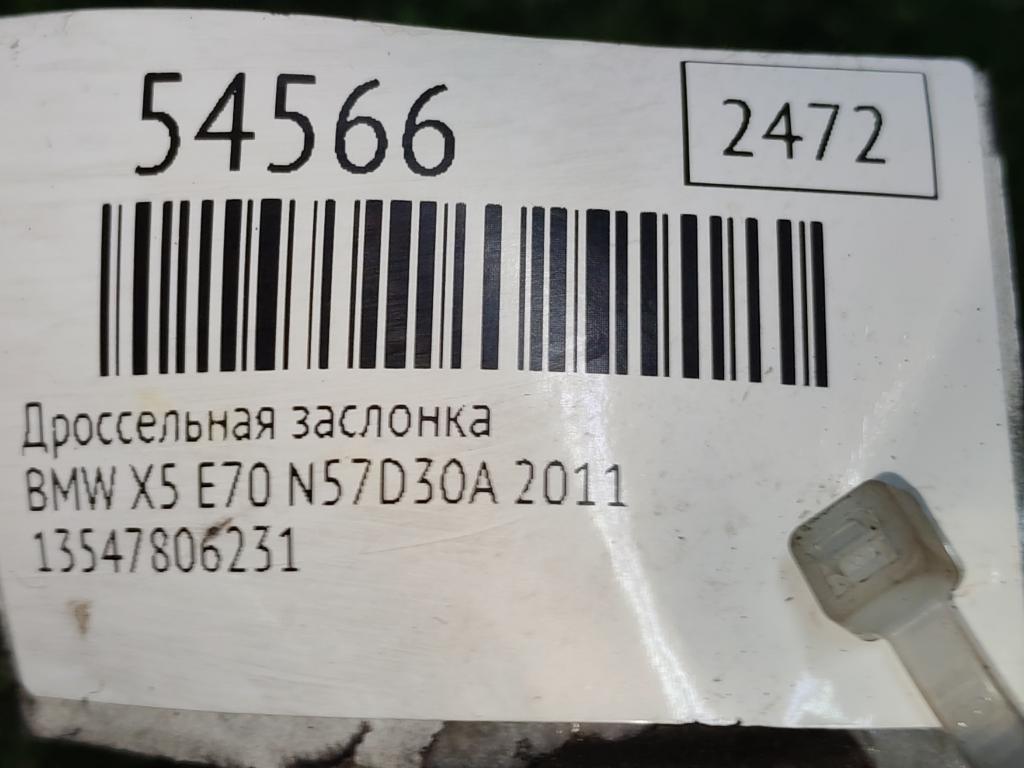 54566
2472
Дроссельная заслонка
BMW X5 E70 N57D30A 2011
13547806231